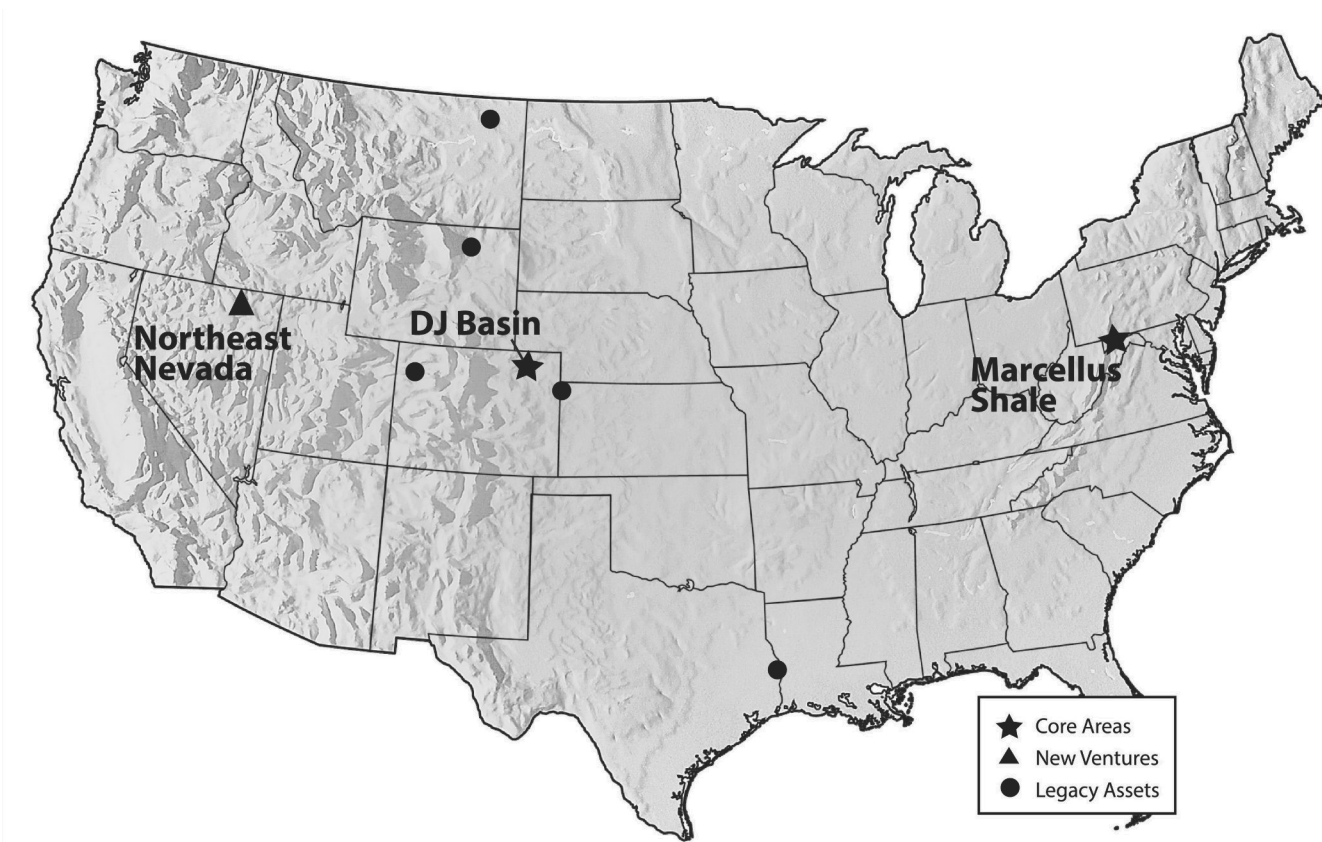 DJ Basin
Northeast
Nevada
Marcellus
Shale
Core Areas
New Ventures
Legacy Assets